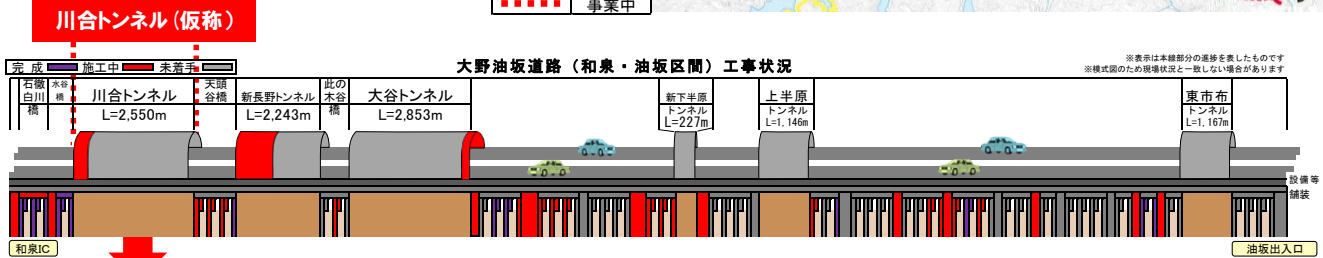 事業中
川合トンネル（仮称）
完 成 施工中 未着手
大野油坂道路（和泉・油坂区間）工事状況
※表示は本線部分の進捗を表したものです
※模式図のため現場状況と一致しない場合があります
石徹白川橋
水谷橋
川合トンネル
L=2,550m
天頭谷橋
新長野トンネル
L=2,243m
此の木谷橋
大谷トンネル
L=2,853m
新下半原
トンネル
L=227m
上半原
トンネル
L=1,146m
東市布
トンネル
L=1,167m
設備等
舗装
和泉IC
油坂出入口